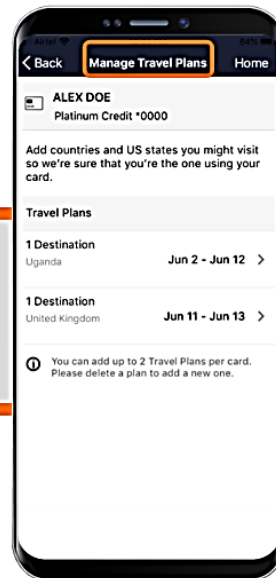 Airtel 84%
< Back Manage Travel Plans Home
ALEX DOE
Platinum Credit *0000
Add countries and US states you might visit
so we're sure that you're the one using your
card.
Travel Plans
1 Destination
Uganda Jun 2 - Jun 12 >
1 Destination
United Kingdom Jun 11 - Jun 13 >
You can add up to 2 Travel Plans per card.
Please delete a plan to add a new one.